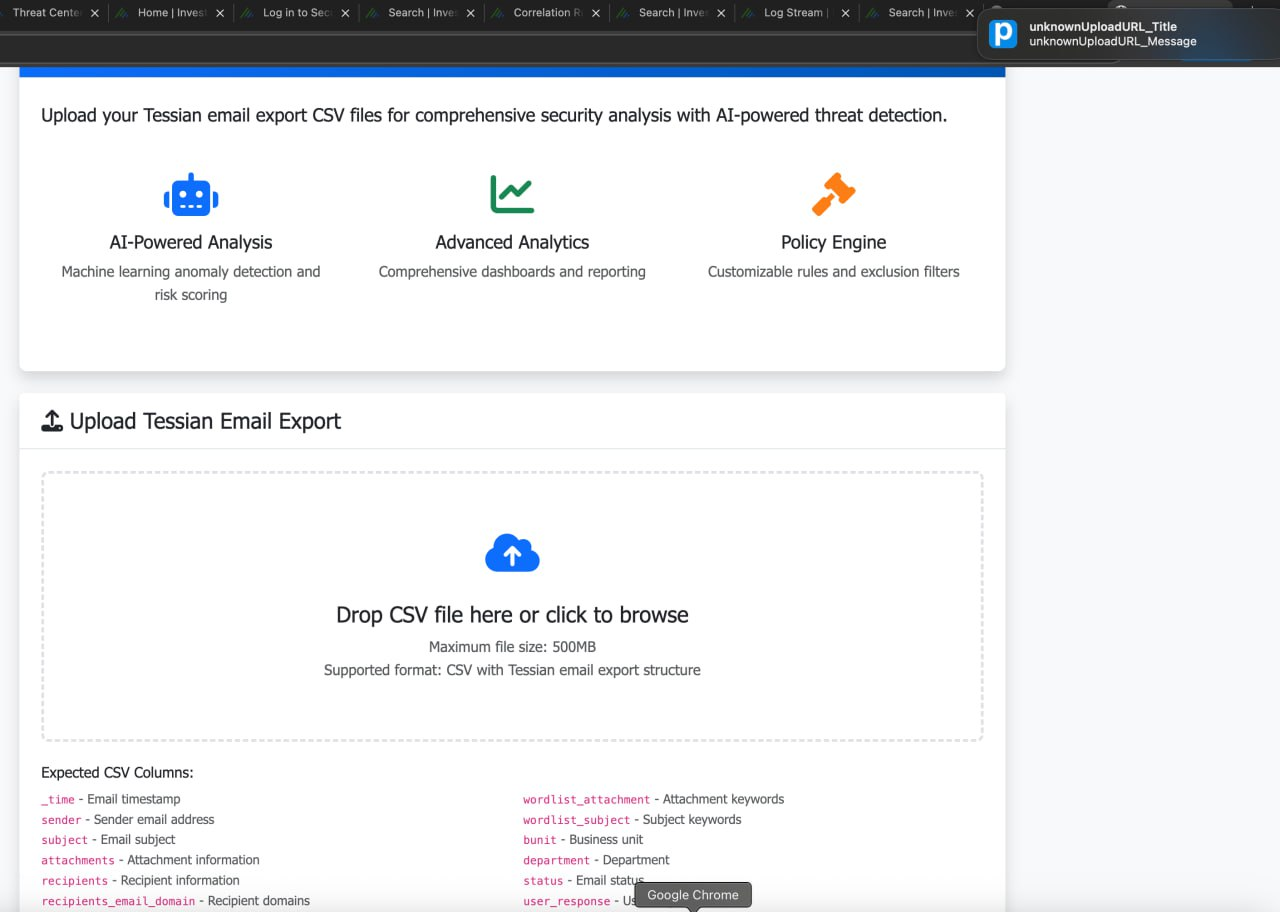 Threat Cente
Home | Inves
Log in to Sec
Search | Inve
Correlation R
Search | Inve
Log Stream |
Search | Inve
unknownUploadURL_Title
unknownUploadURL_Message
Upload your Tessian email export CSV files for comprehensive security analysis with AI-powered threat detection.
AI-Powered Analysis
Machine learning anomaly detection and
risk scoring
Advanced Analytics
Comprehensive dashboards and reporting
Policy Engine
Customizable rules and exclusion filters
Upload Tessian Email Export
Drop CSV file here or click to browse
Maximum file size: 500MB
Supported format: CSV with Tessian email export structure
Expected CSV Columns:
_time - Email timestamp
sender - Sender email address
subject - Email subject
attachments - Attachment information
recipients - Recipient information
recipients_email_domain - Recipient domains
wordlist_attachment - Attachment keywords
wordlist_subject - Subject keywords
bunit - Business unit
department - Department
status - Email status
user_response - Us
Google Chrome